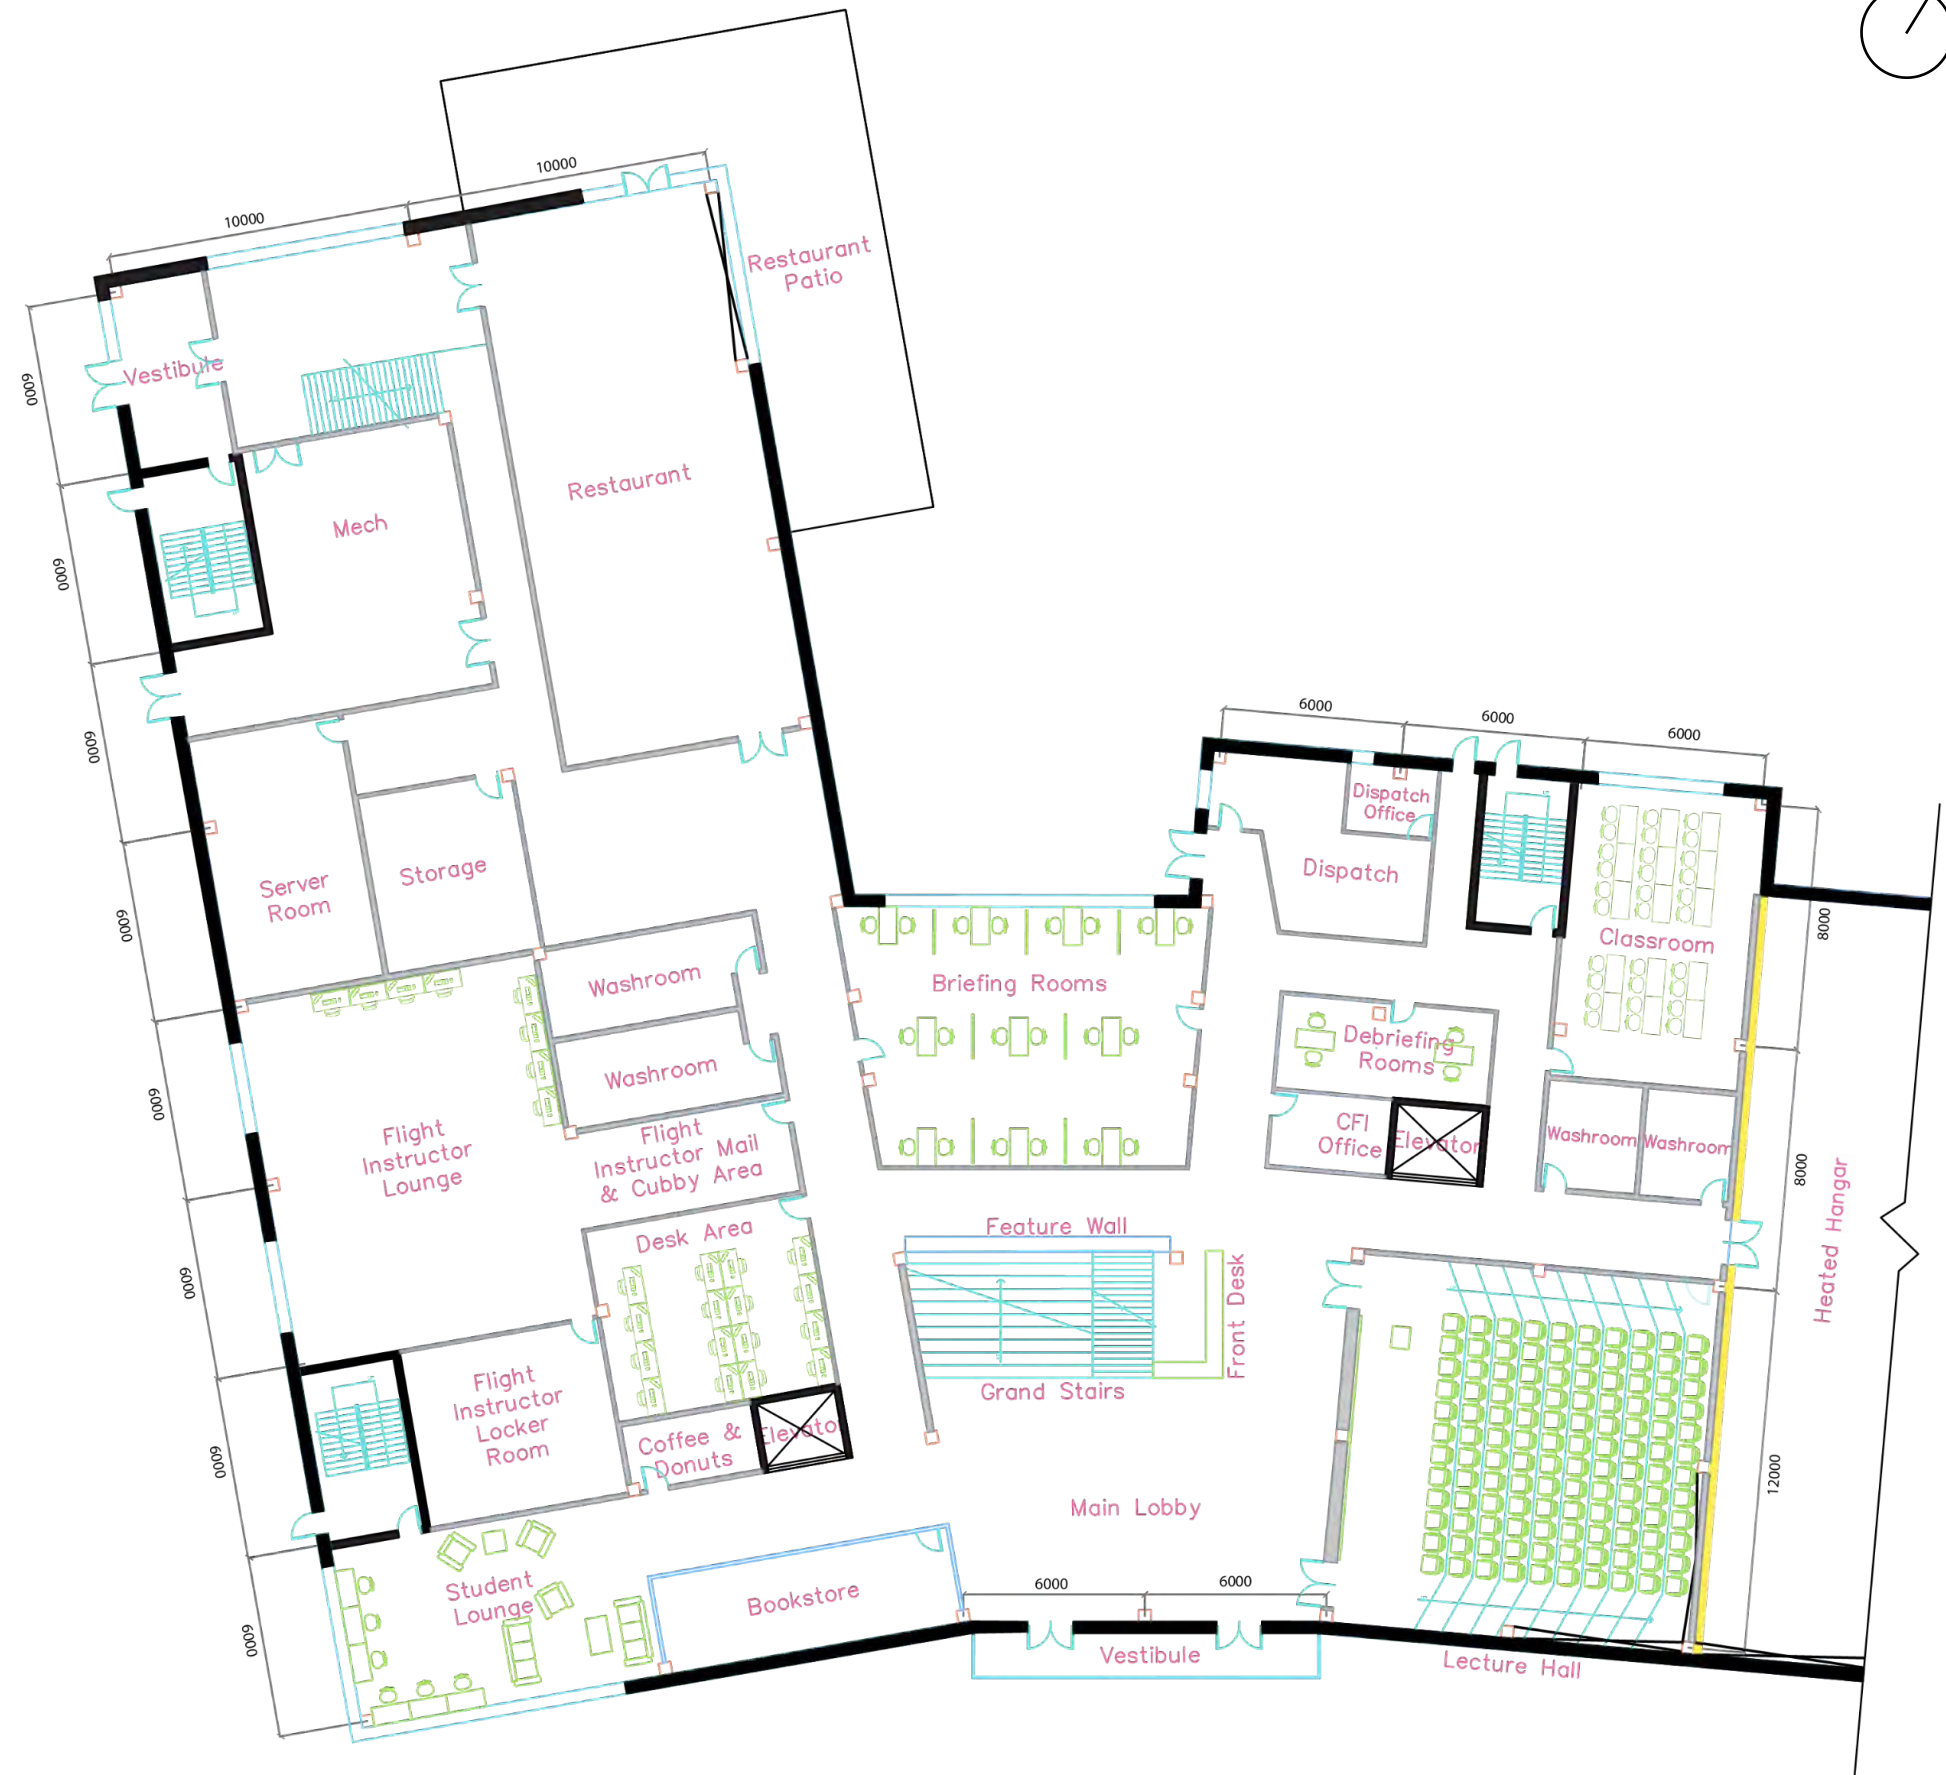 10000
10000
Restaurant
Patio
6000
Vestibule
Restaurant
Mech
6000
6000
6000
6000
6000
6000
Dispatch
Office
Dispatch
Server
Room
Storage
Classroom
8000
6000
Washroom
Briefing Rooms
Debriefing
Rooms
Washroom
6000
Flight
Instructor
Lounge
Flight
Instructor Mail
& Cubby Area
CFI
Office
Elevator
Washroom
Washroom
8000
Heated Hangar
Desk Area
Feature Wall
Front Desk
6000
Grand Stairs
Flight
Instructor
Locker
Room
Coffee &
Donuts
Elevator
6000
12000
Main Lobby
Student
Lounge
Bookstore
6000
6000
6000
Vestibule
Lecture Hall